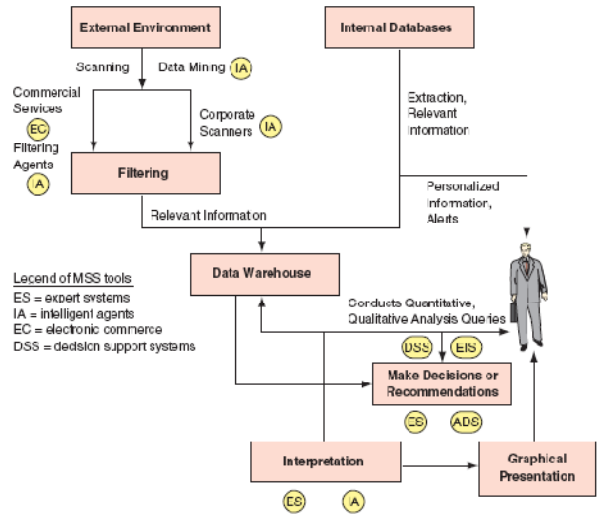 External Environment
Internal Databases
Scanning
Data Mining
IA
Commercial
Services
EC
Filtering
Agents
IA
Corporate
Scanners
IA
Extraction,
Relevant
Information
Filtering
Personalized
Information,
Alerts
Relevant Information
Data Warehouse
Legend of MSS tools
ES = expert systems
IA = intelligent agents
EC = electronic commerce
DSS = decision support systems
Conducts Quantitative,
Qualitative Analysis Queries
DSS
EIS
Make Decisions or
Recommendations
ES
ADS
Interpretation
Graphical
Presentation
ES
IA